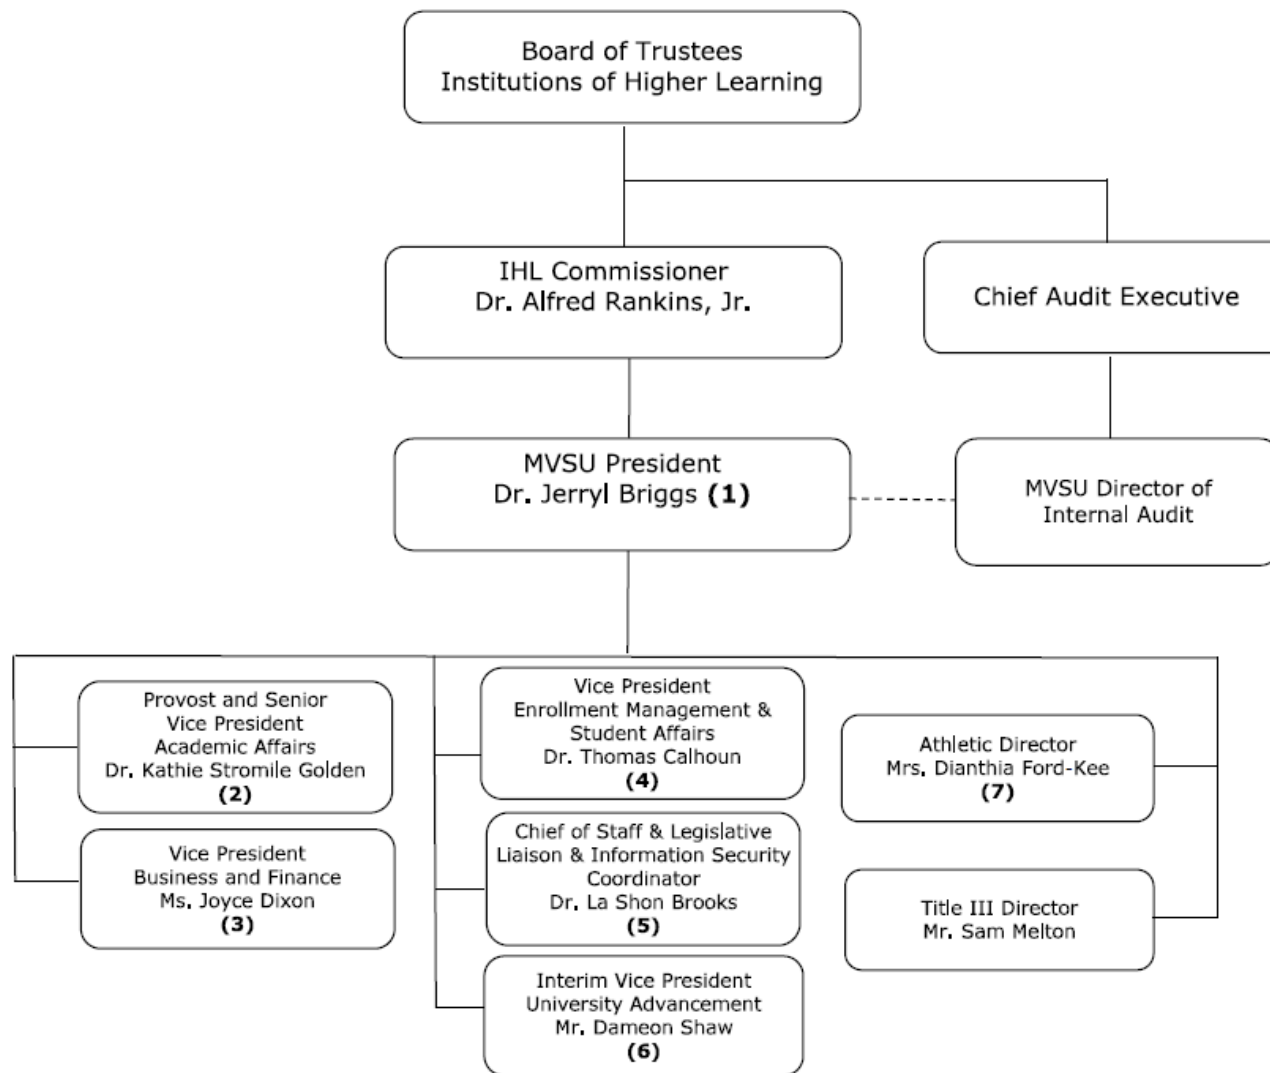 Board of Trustees
Institutions of Higher Learning
IHL Commissioner
Dr. Alfred Rankins, Jr.
Chief Audit Executive
MVSU President
Dr. Jerryl Briggs (1)
MVSU Director of
Internal Audit
Provost and Senior
Vice President
Academic Affairs
Dr. Kathie Stromile Golden
(2)
Vice President
Business and Finance
Ms. Joyce Dixon
(3)
Vice President
Enrollment Management &
Student Affairs
Dr. Thomas Calhoun
(4)
Chief of Staff & Legislative
Liaison & Information Security
Coordinator
Dr. La Shon Brooks
(5)
Interim Vice President
University Advancement
Mr. Dameon Shaw
(6)
Athletic Director
Mrs. Dianthia Ford-Kee
(7)
Title III Director
Mr. Sam Melton